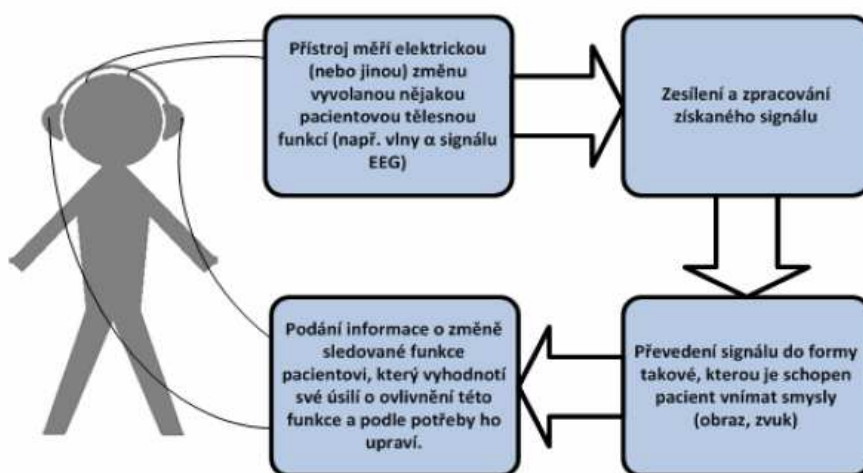 Přístroj měří elektrickou
(nebo jinou) změnu
vyvolanou nějakou
pacientovou tělesnou
funkcí (např. vlny α signálu
EEG)
Zesílení a zpracování
získaného signálu
Převedení signálu do formy
takové, kterou je schopen
pacient vnímat smysly
(obraz, zvuk)
Podání informace o změně
sledované funkce
pacientovi, který vyhodnotí
své úsilí o ovlivnění této
funkce a podle potřeby ho
upraví.